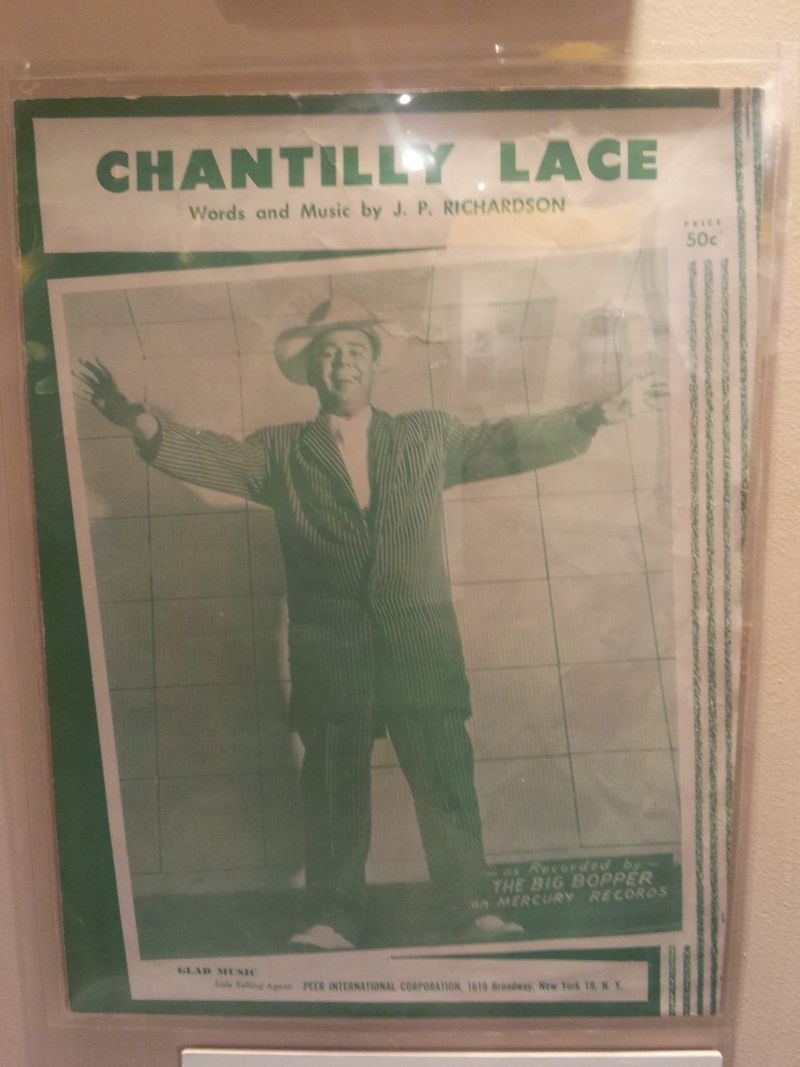 CHANTILLY LACE
Words and Music by J. P. RICHARDSON
PRICE
50c
— as Recorded by —
THE BIG BOPPER
on MERCURY RECORDS
GLAD MUSIC
Sole Selling Agent: PEER INTERNATIONAL CORPORATION, 1619 Broadway, New York 19, N. Y.